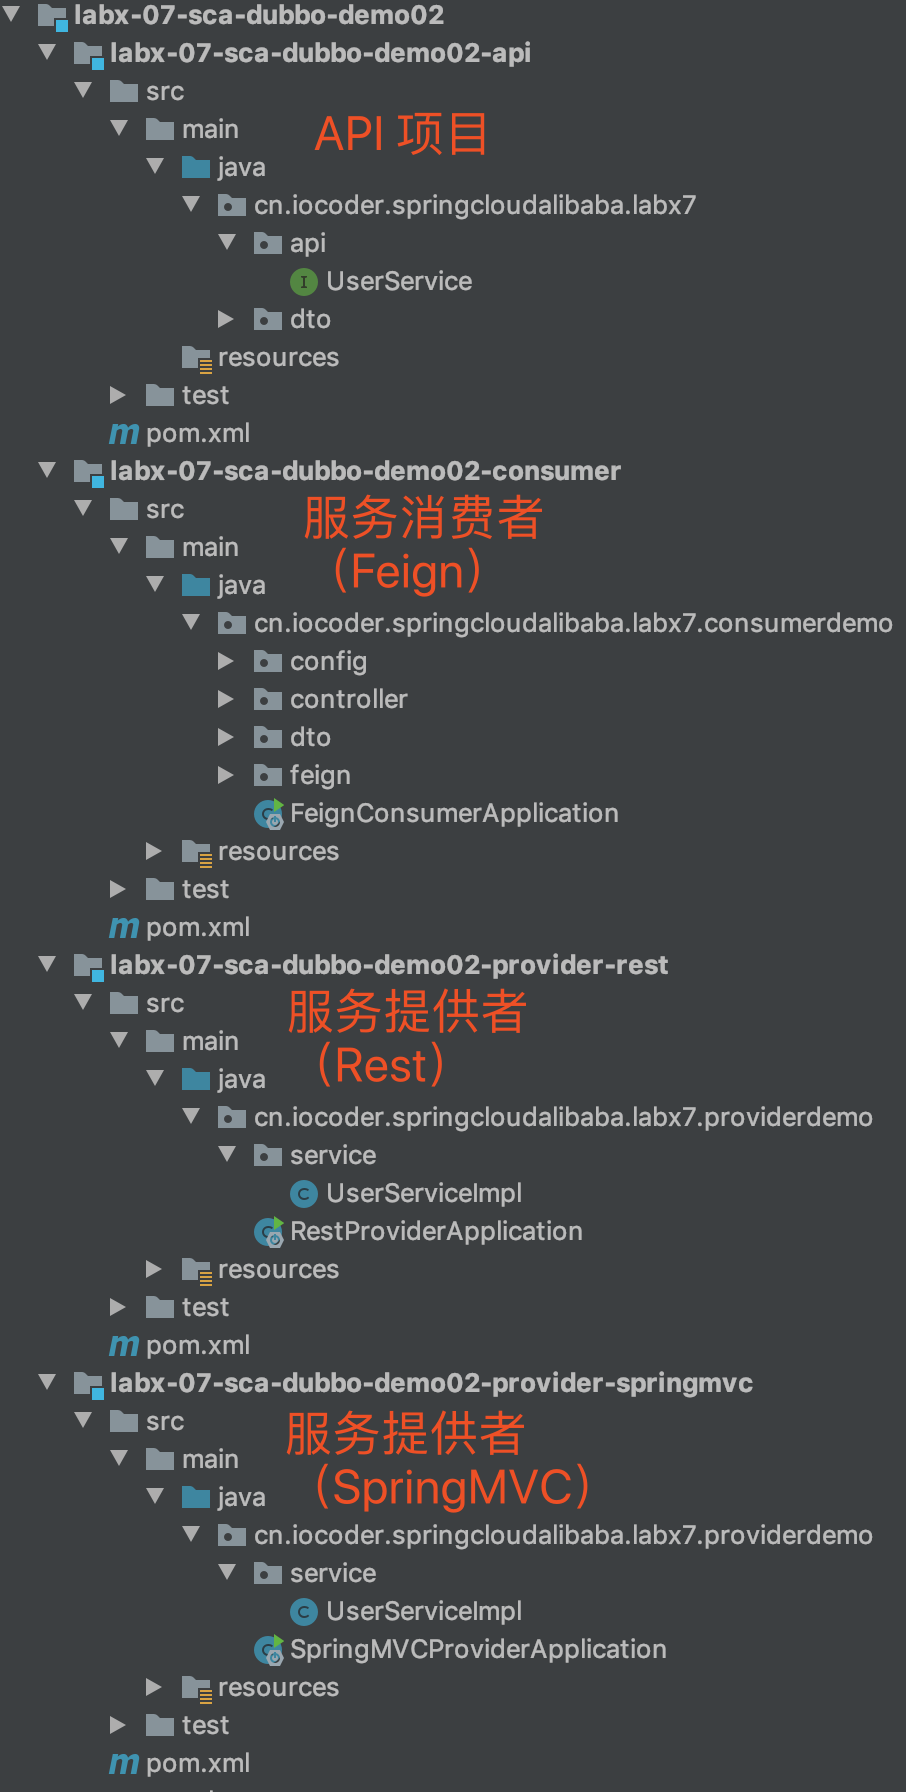 labx-07-sca-dubbo-demo02
labx-07-sca-dubbo-demo02-api
src
main
API 项目
java
cn.iocoder.springcloudalibaba.labx7
api
UserService
dto
resources
test
pom.xml
labx-07-sca-dubbo-demo02-consumer
src
服务消费者
main
（Feign）
java
cn.iocoder.springcloudalibaba.labx7.consumerdemo
config
controller
dto
feign
FeignConsumerApplication
resources
test
pom.xml
labx-07-sca-dubbo-demo02-provider-rest
src
服务提供者
main
（Rest）
java
cn.iocoder.springcloudalibaba.labx7.providerdemo
service
UserServiceImpl
RestProviderApplication
resources
test
pom.xml
labx-07-sca-dubbo-demo02-provider-springmvc
src
服务提供者
main
（SpringMVC）
java
cn.iocoder.springcloudalibaba.labx7.providerdemo
service
UserServiceImpl
SpringMVCProviderApplication
resources
test
pom.xml